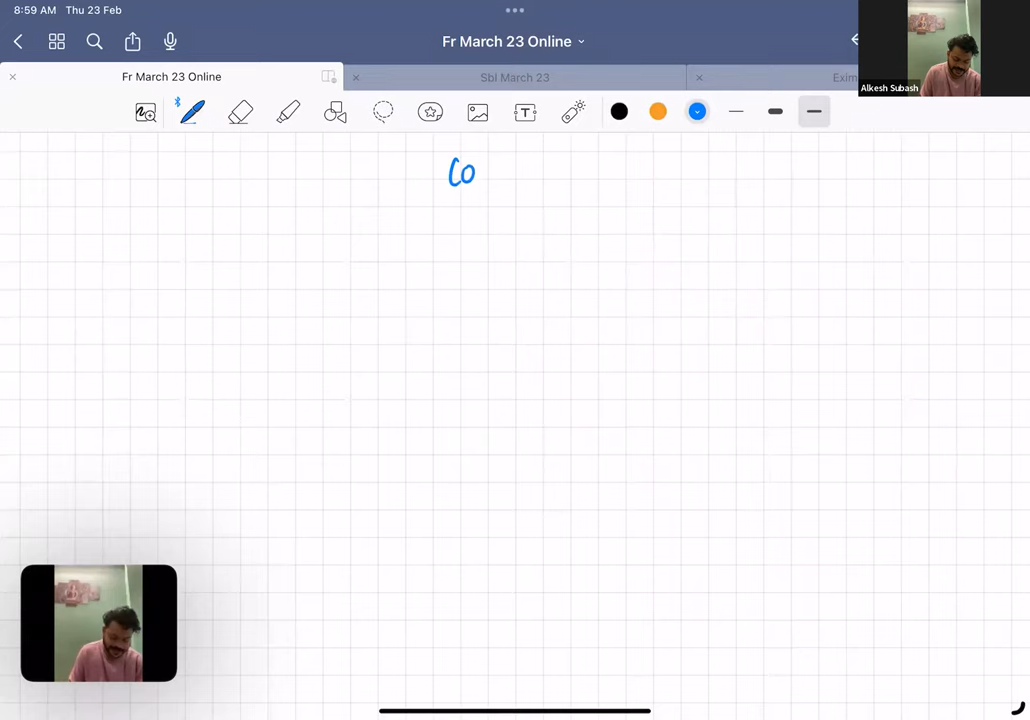 8:59 AM Thu 23 Feb
Fr March 23 Online
Fr March 23 Online
Sbl March 23
Exim
Alkesh Subash
T
Co